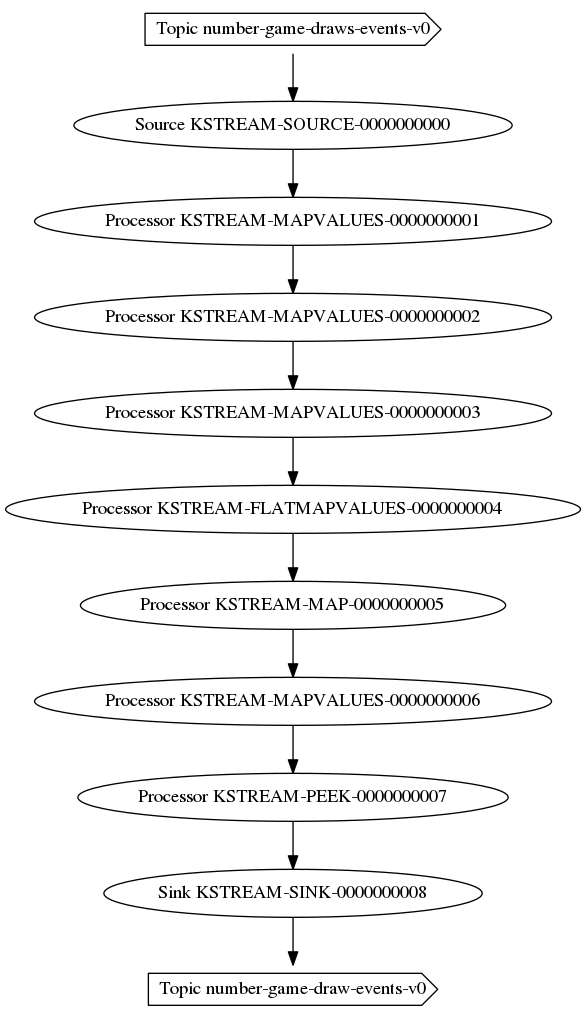 Topic number-game-draws-events-v0
Source KSTREAM-SOURCE-0000000000
Processor KSTREAM-MAPVALUES-0000000001
Processor KSTREAM-MAPVALUES-0000000002
Processor KSTREAM-MAPVALUES-0000000003
Processor KSTREAM-FLATMAPVALUES-0000000004
Processor KSTREAM-MAP-0000000005
Processor KSTREAM-MAPVALUES-0000000006
Processor KSTREAM-PEEK-0000000007
Sink KSTREAM-SINK-0000000008
Topic number-game-draw-events-v0